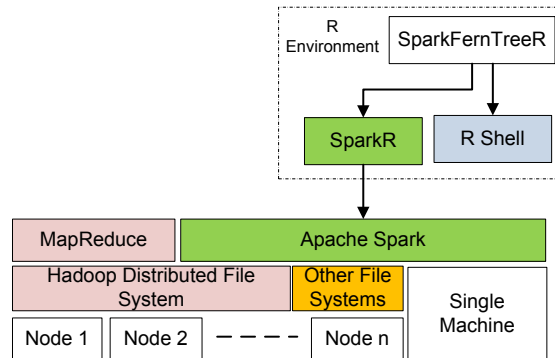 R
Environment
SparkFernTreeR
SparkR
R Shell
MapReduce
Apache Spark
Hadoop Distributed File
System
Other File
Systems
Single
Machine
Node 1
Node 2
Node n